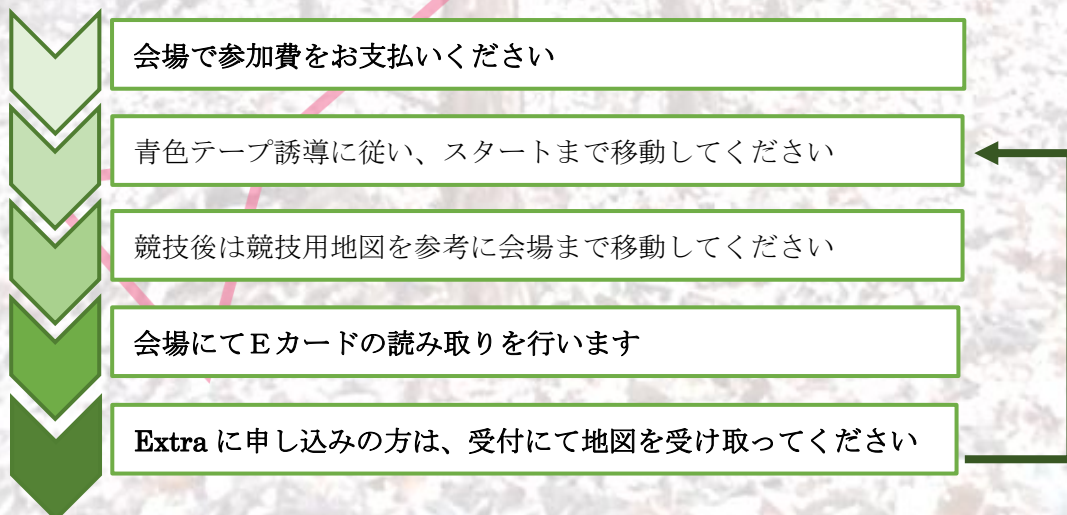 会場で参加費をお支払いください
青色テープ誘導に従い、スタートまで移動してください
競技後は競技用地図を参考に会場まで移動してください
会場にてＥカードの読み取りを行います
Extra に申し込みの方は、受付にて地図を受け取ってください